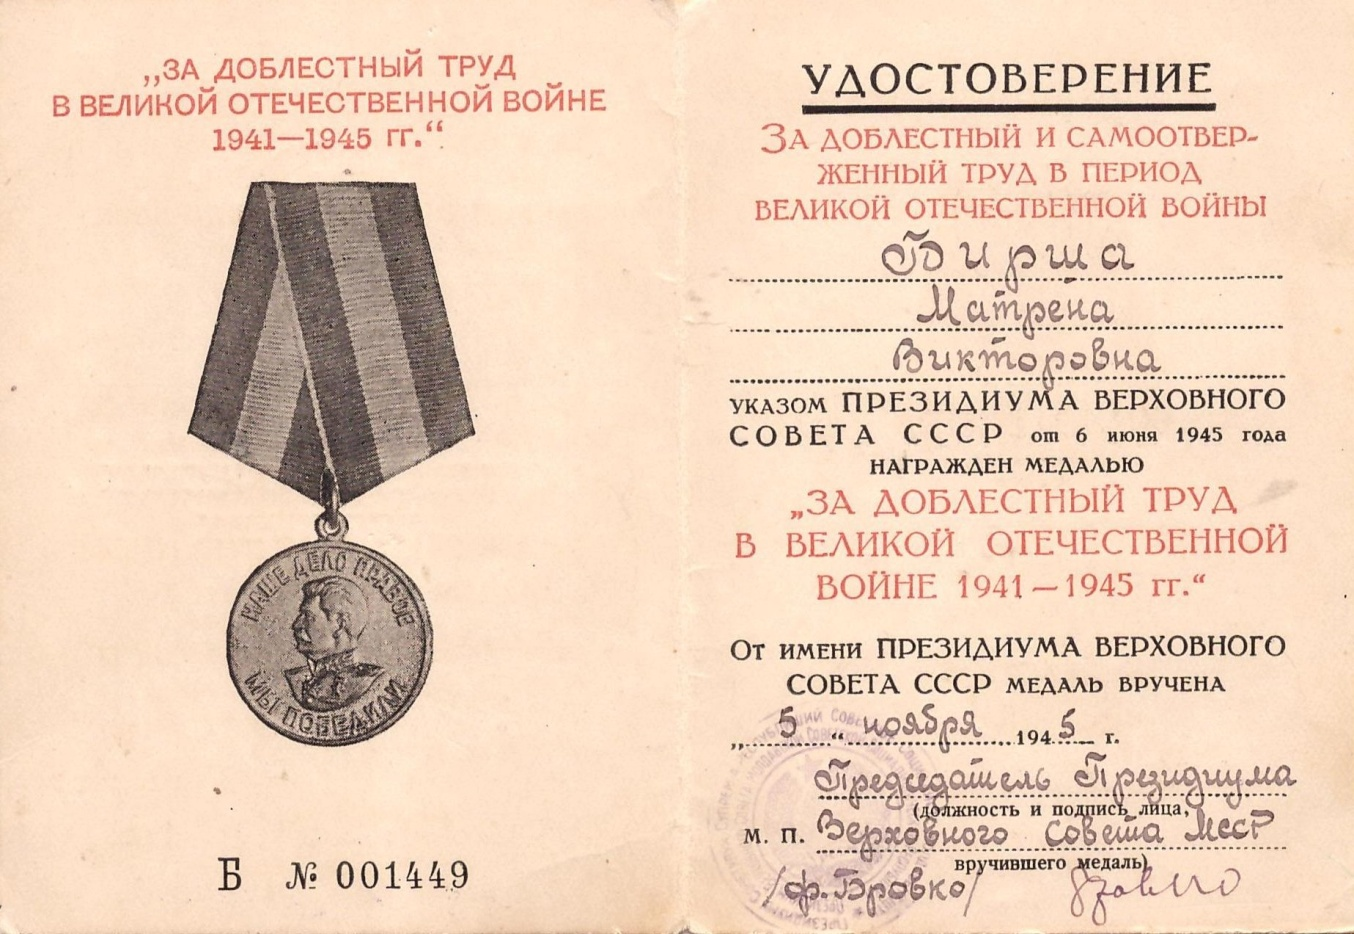 „ЗА ДОБЛЕСТНЫЙ ТРУД
В ВЕЛИКОЙ ОТЕЧЕСТВЕННОЙ ВОЙНЕ
1941—1945 гг.“
НАШЕ ДЕЛО ПРАВОЕ
МЫ ПОБЕДИЛИ
Б № 001449
УДОСТОВЕРЕНИЕ
ЗА ДОБЛЕСТНЫЙ И САМООТВЕР-
ЖЕННЫЙ ТРУД В ПЕРИОД
ВЕЛИКОЙ ОТЕЧЕСТВЕННОЙ ВОЙНЫ
Бирша
Матрена
Викторовна
УКАЗОМ ПРЕЗИДИУМА ВЕРХОВНОГО
СОВЕТА СССР от 6 июня 1945 года
НАГРАЖДЕН МЕДАЛЬЮ
„ЗА ДОБЛЕСТНЫЙ ТРУД
В ВЕЛИКОЙ ОТЕЧЕСТВЕННОЙ
ВОЙНЕ 1941—1945 гг.“
От имени ПРЕЗИДИУМА ВЕРХОВНОГО
СОВЕТА СССР МЕДАЛЬ ВРУЧЕНА
„5“ ноября 1945 г.
Председатель Президиума
(должность и подпись лица,
М. П. Верховного Совета МССР
вручившего медаль)
/Ф. Бровко/